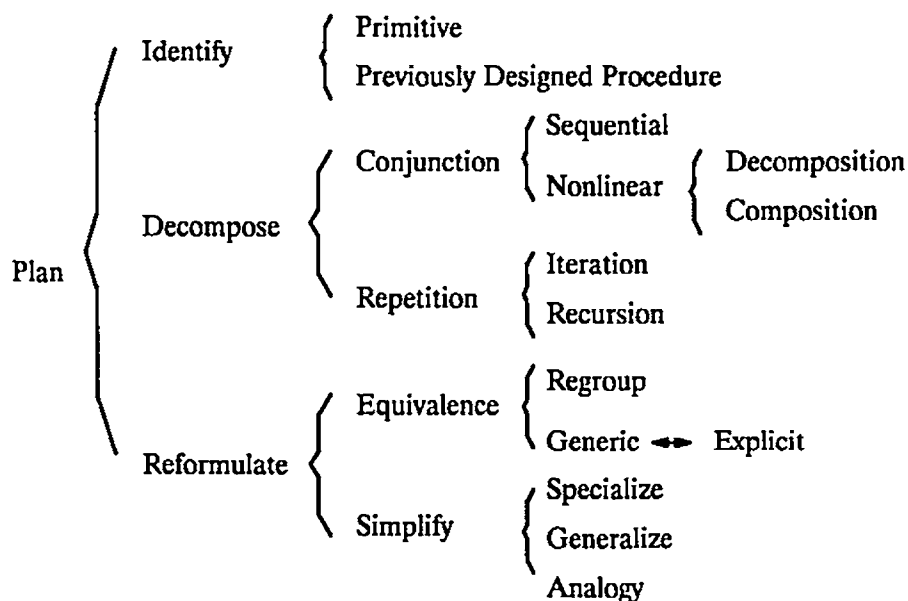 Primitive
Identify
Previously Designed Procedure
Sequential
Conjunction
Decomposition
Nonlinear
Composition
Decompose
Plan
Iteration
Repetition
Recursion
Regroup
Equivalence
Generic ◄► Explicit
Reformulate
Specialize
Simplify
Generalize
Analogy